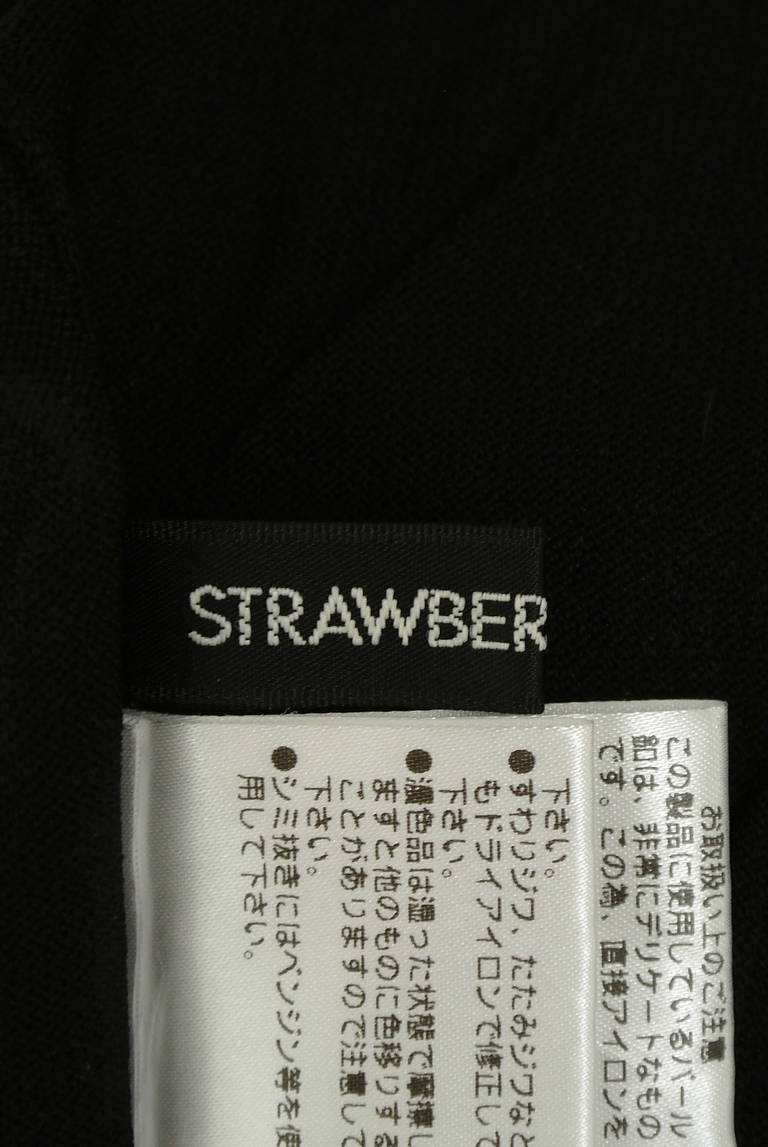 STRAWBER
お取扱い上のご注意
この製品に使用しているパール
釦は、非常にデリケートなもの
です。この為、直接アイロンを
下さい。
●すわりジワ、たたみジワなど
もドライアイロンで修正して
下さい。
●濃色品は湿った状態で摩擦し
ますと他のものに色移りする
ことがありますので注意して
下さい。
●シミ抜きにはベンジン等を使
用して下さい。